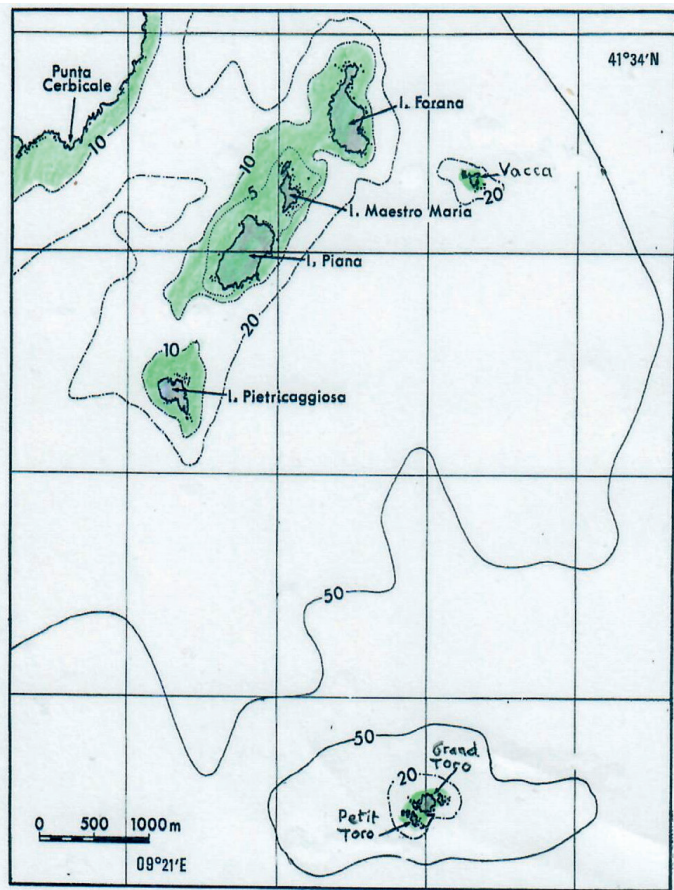 41°34'N
Punta
Cerbicale
10
I. Forana
10
Vacca
5
20
I. Maestro Maria
I. Piana
20
10
I. Pietricaggiosa
50
50
Grand
Toro
20
Petit
Toro
0 500 1000m
09°21'E